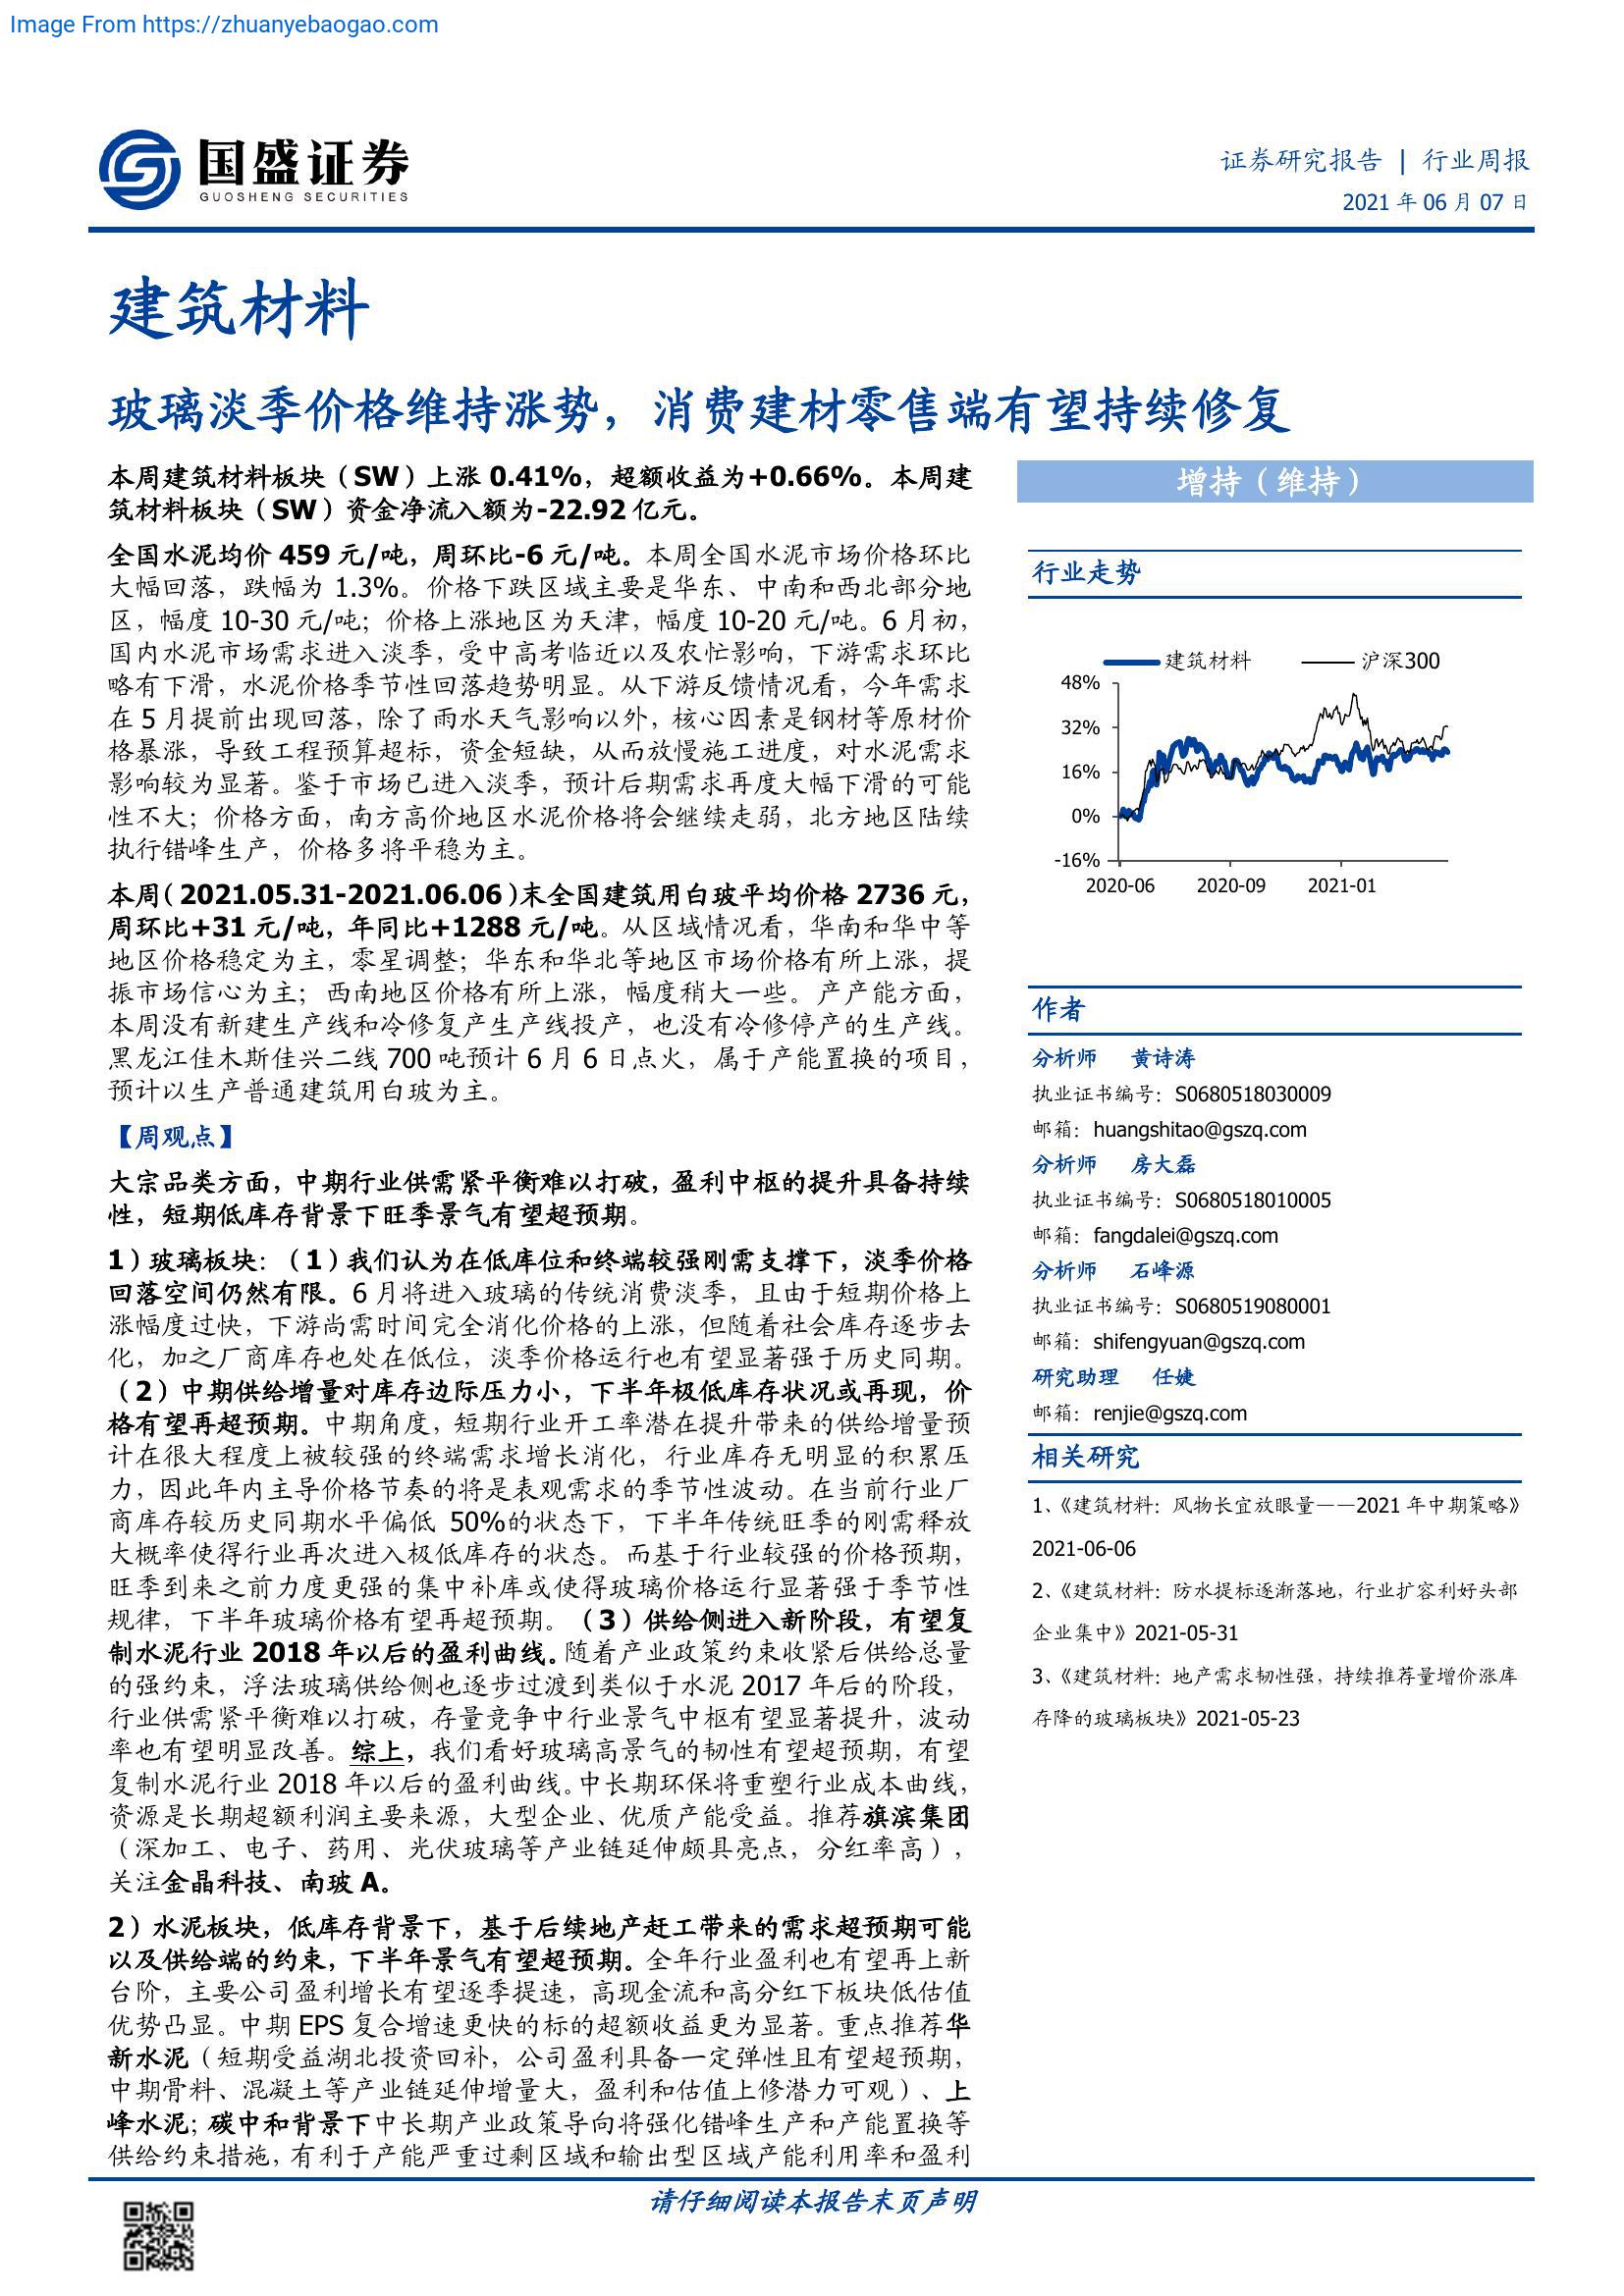 Image From https://zhuanyebaogao.com
国盛证券
GUOSHENG SECURITIES
证券研究报告 | 行业周报
2021 年 06 月 07 日
建筑材料
玻璃淡季价格维持涨势，消费建材零售端有望持续修复
本周建筑材料板块（SW）上涨 0.41%，超额收益为+0.66%。本周建
筑材料板块（SW）资金净流入额为-22.92 亿元。
全国水泥均价 459 元/吨，周环比-6 元/吨。本周全国水泥市场价格环比
大幅回落，跌幅为 1.3%。价格下跌区域主要是华东、中南和西北部分地
区，幅度 10-30 元/吨；价格上涨地区为天津，幅度 10-20 元/吨。6 月初，
国内水泥市场需求进入淡季，受中高考临近以及农忙影响，下游需求环比
略有下滑，水泥价格季节性回落趋势明显。从下游反馈情况看，今年需求
在 5 月提前出现回落，除了雨水天气影响以外，核心因素是钢材等原材价
格暴涨，导致工程预算超标，资金短缺，从而放慢施工进度，对水泥需求
影响较为显著。鉴于市场已进入淡季，预计后期需求再度大幅下滑的可能
性不大；价格方面，南方高价地区水泥价格将会继续走弱，北方地区陆续
执行错峰生产，价格多将平稳为主。
本周（2021.05.31-2021.06.06）末全国建筑用白玻平均价格 2736 元，
周环比+31 元/吨，年同比+1288 元/吨。从区域情况看，华南和华中等
地区价格稳定为主，零星调整；华东和华北等地区市场价格有所上涨，提
振市场信心为主；西南地区价格有所上涨，幅度稍大一些。产产能方面，
本周没有新建生产线和冷修复产生产线投产，也没有冷修停产的生产线。
黑龙江佳木斯佳兴二线 700 吨预计 6 月 6 日点火，属于产能置换的项目，
预计以生产普通建筑用白玻为主。
【周观点】
大宗品类方面，中期行业供需紧平衡难以打破，盈利中枢的提升具备持续
性，短期低库存背景下旺季景气有望超预期。
1）玻璃板块：（1）我们认为在低库位和终端较强刚需支撑下，淡季价格
回落空间仍然有限。6 月将进入玻璃的传统消费淡季，且由于短期价格上
涨幅度过快，下游尚需时间完全消化价格的上涨，但随着社会库存逐步去
化，加之厂商库存也处在低位，淡季价格运行也有望显著强于历史同期。
（2）中期供给增量对库存边际压力小，下半年极低库存状况或再现，价
格有望再超预期。中期角度，短期行业开工率潜在提升带来的供给增量预
计在很大程度上被较强的终端需求增长消化，行业库存无明显的积累压
力，因此年内主导价格节奏的将是表观需求的季节性波动。在当前行业厂
商库存较历史同期水平偏低 50%的状态下，下半年传统旺季的刚需释放
大概率使得行业再次进入极低库存的状态。而基于行业较强的价格预期，
旺季到来之前力度更强的集中补库或使得玻璃价格运行显著强于季节性
规律，下半年玻璃价格有望再超预期。（3）供给侧进入新阶段，有望复
制水泥行业 2018 年以后的盈利曲线。随着产业政策约束收紧后供给总量
的强约束，浮法玻璃供给侧也逐步过渡到类似于水泥 2017 年后的阶段，
行业供需紧平衡难以打破，存量竞争中行业景气中枢有望显著提升，波动
率也有望明显改善。综上，我们看好玻璃高景气的韧性有望超预期，有望
复制水泥行业 2018 年以后的盈利曲线。中长期环保将重塑行业成本曲线，
资源是长期超额利润主要来源，大型企业、优质产能受益。推荐旗滨集团
（深加工、电子、药用、光伏玻璃等产业链延伸颇具亮点，分红率高），
关注金晶科技、南玻 A。
2）水泥板块，低库存背景下，基于后续地产赶工带来的需求超预期可能
以及供给端的约束，下半年景气有望超预期。全年行业盈利也有望再上新
台阶，主要公司盈利增长有望逐季提速，高现金流和高分红下板块低估值
优势凸显。中期 EPS 复合增速更快的标的超额收益更为显著。重点推荐华
新水泥（短期受益湖北投资回补，公司盈利具备一定弹性且有望超预期，
中期骨料、混凝土等产业链延伸增量大，盈利和估值上修潜力可观）、上
峰水泥；碳中和背景下中长期产业政策导向将强化错峰生产和产能置换等
供给约束措施，有利于产能严重过剩区域和输出型区域产能利用率和盈利
增持（维持）
行业走势
建筑材料 沪深300
48%
32%
16%
0%
-16%
2020-06 2020-09 2021-01
作者
分析师 黄诗涛
执业证书编号：S0680518030009
邮箱：huangshitao@gszq.com
分析师 房大磊
执业证书编号：S0680518010005
邮箱：fangdalei@gszq.com
分析师 石峰源
执业证书编号：S0680519080001
邮箱：shifengyuan@gszq.com
研究助理 任婕
邮箱：renjie@gszq.com
相关研究
1、《建筑材料：风物长宜放眼量——2021 年中期策略》
2021-06-06
2、《建筑材料：防水提标逐渐落地，行业扩容利好头部
企业集中》2021-05-31
3、《建筑材料：地产需求韧性强，持续推荐量增价涨库
存降的玻璃板块》2021-05-23
请仔细阅读本报告末页声明